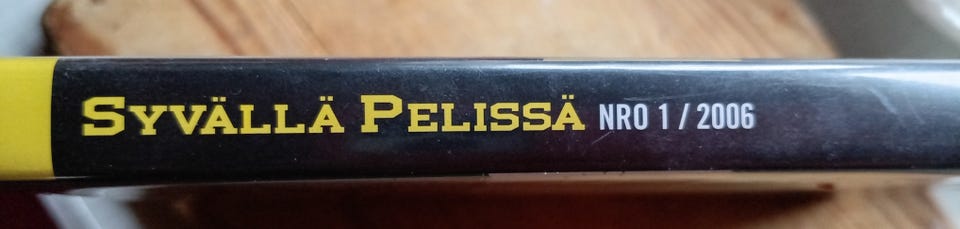 SYVÄLLÄ PELISSÄ NRO 1 / 2006